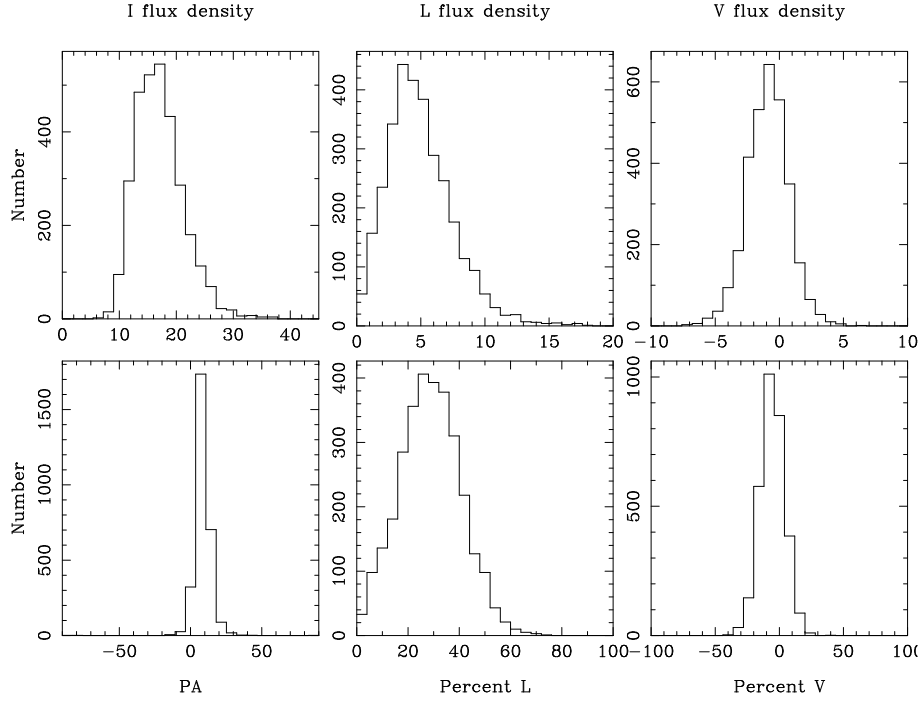 I flux density L flux density V flux density
Number
0 200 400
0 10 20 30 40
0 100 200 300 400
0 5 10 15 20
0 200 400 600
−10 −5 0 5 10
Number
0 500 1000 1500
−50 0 50
0 100 200 300 400
0 20 40 60 80 100
0 500 1000
−100 −50 0 50 100
PA Percent L Percent V